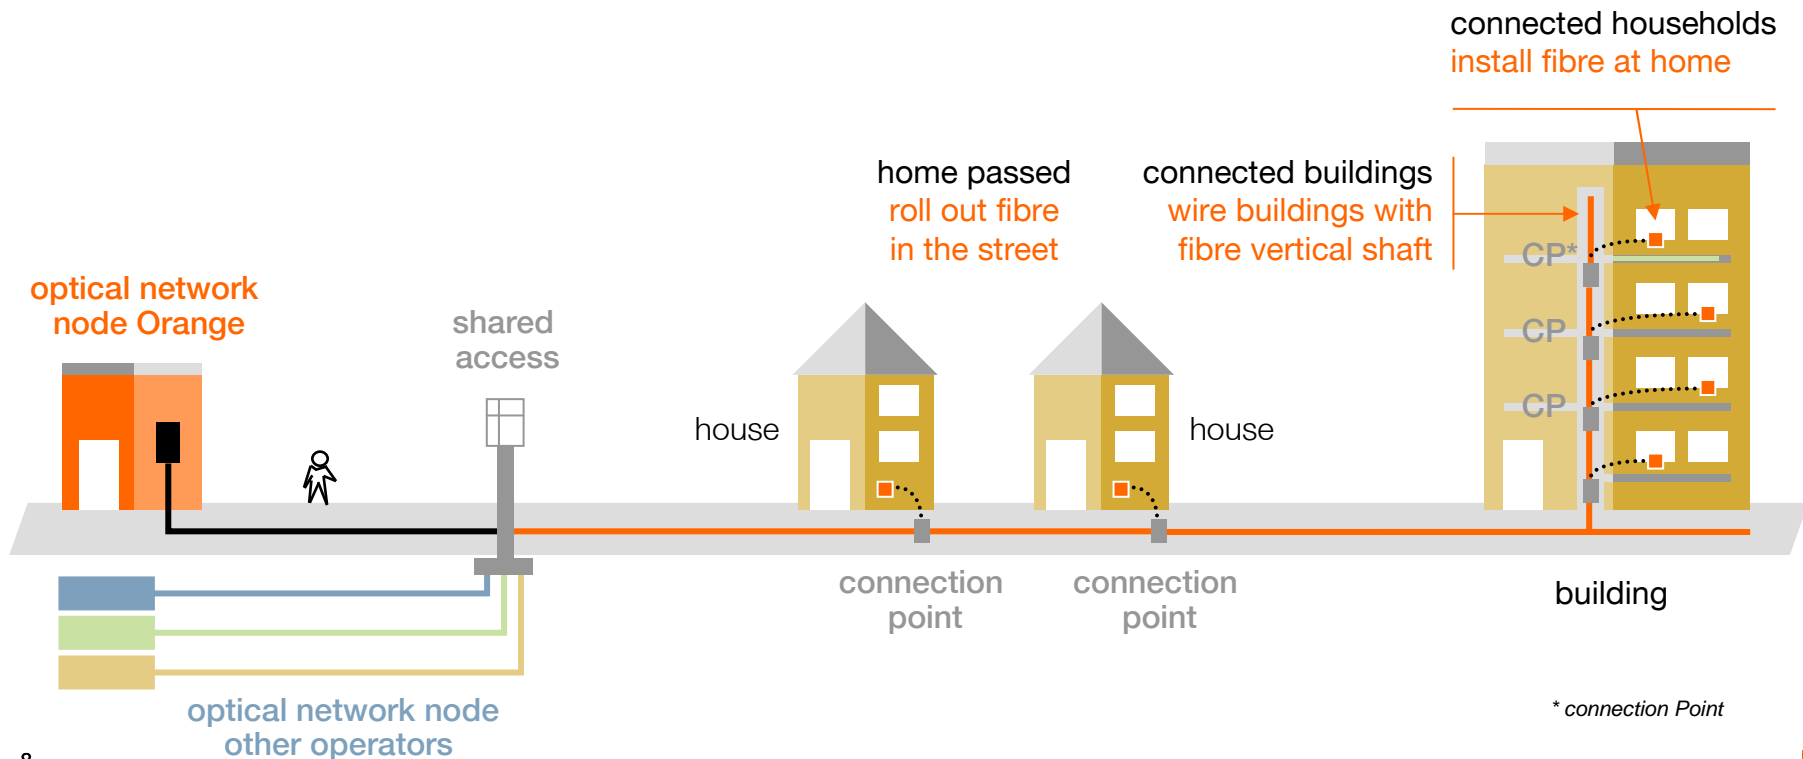 connected households
install fibre at home
home passed
roll out fibre
in the street
connected buildings
wire buildings with
fibre vertical shaft
optical network
node Orange
shared
access
house
house
CP*
CP
CP
connection
point
connection
point
building
optical network node
other operators
* connection Point
8